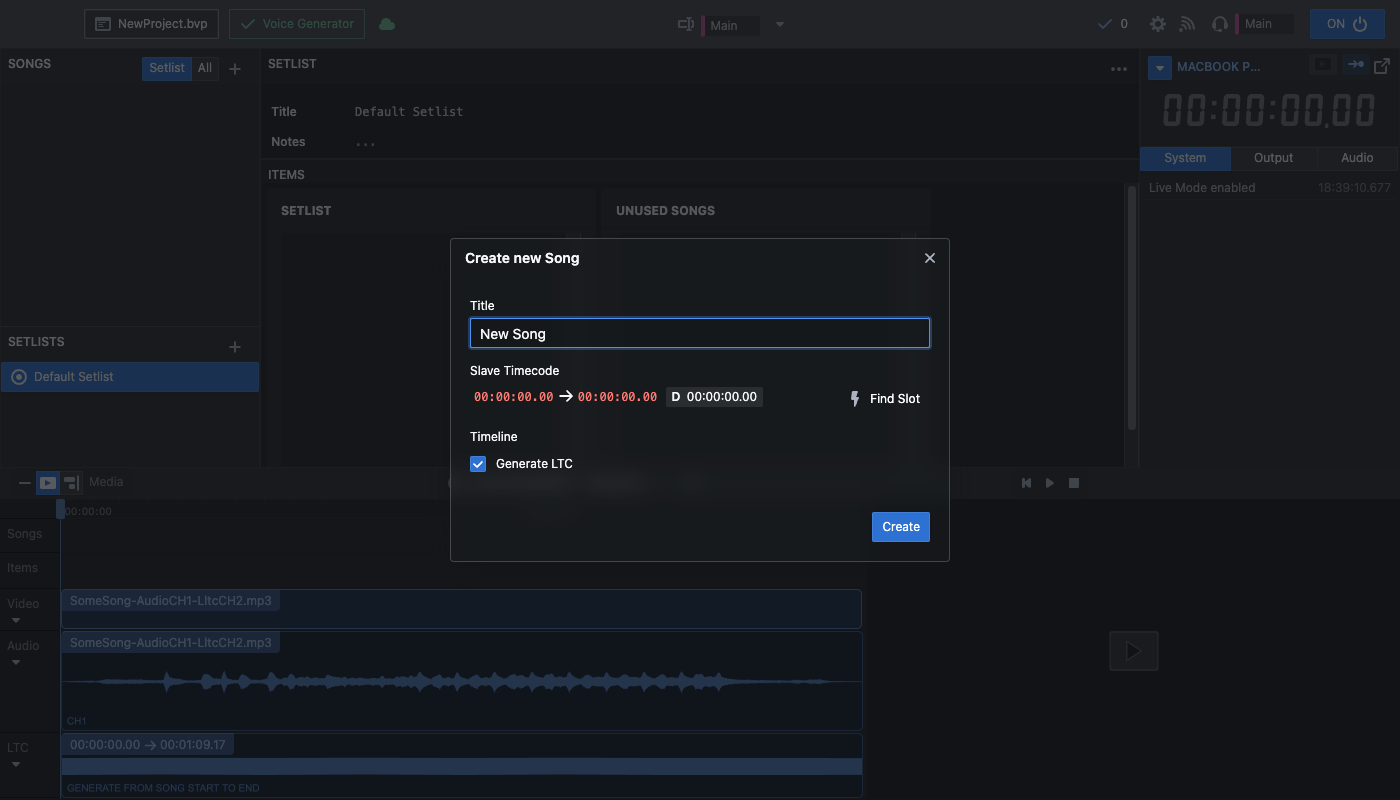 NewProject.bvp
Voice Generator
Main
0
Main
ON
SONGS
Setlist
All
SETLIST
MACBOOK P...
Title
Default Setlist
Notes
...
00:00:00.00
System
Output
Audio
ITEMS
Live Mode enabled
18:39:10.677
SETLIST
UNUSED SONGS
Create new Song
Title
New Song
SETLISTS
Default Setlist
Slave Timecode
00:00:00.00
00:00:00.00
D 00:00:00.00
Find Slot
Timeline
Generate LTC
Media
00:00:00
Create
Songs
Items
Video
SomeSong-AudioCH1-LltcCH2.mp3
Audio
SomeSong-AudioCH1-LltcCH2.mp3
CH1
LTC
00:00:00.00 → 00:01:09.17
GENERATE FROM SONG START TO END